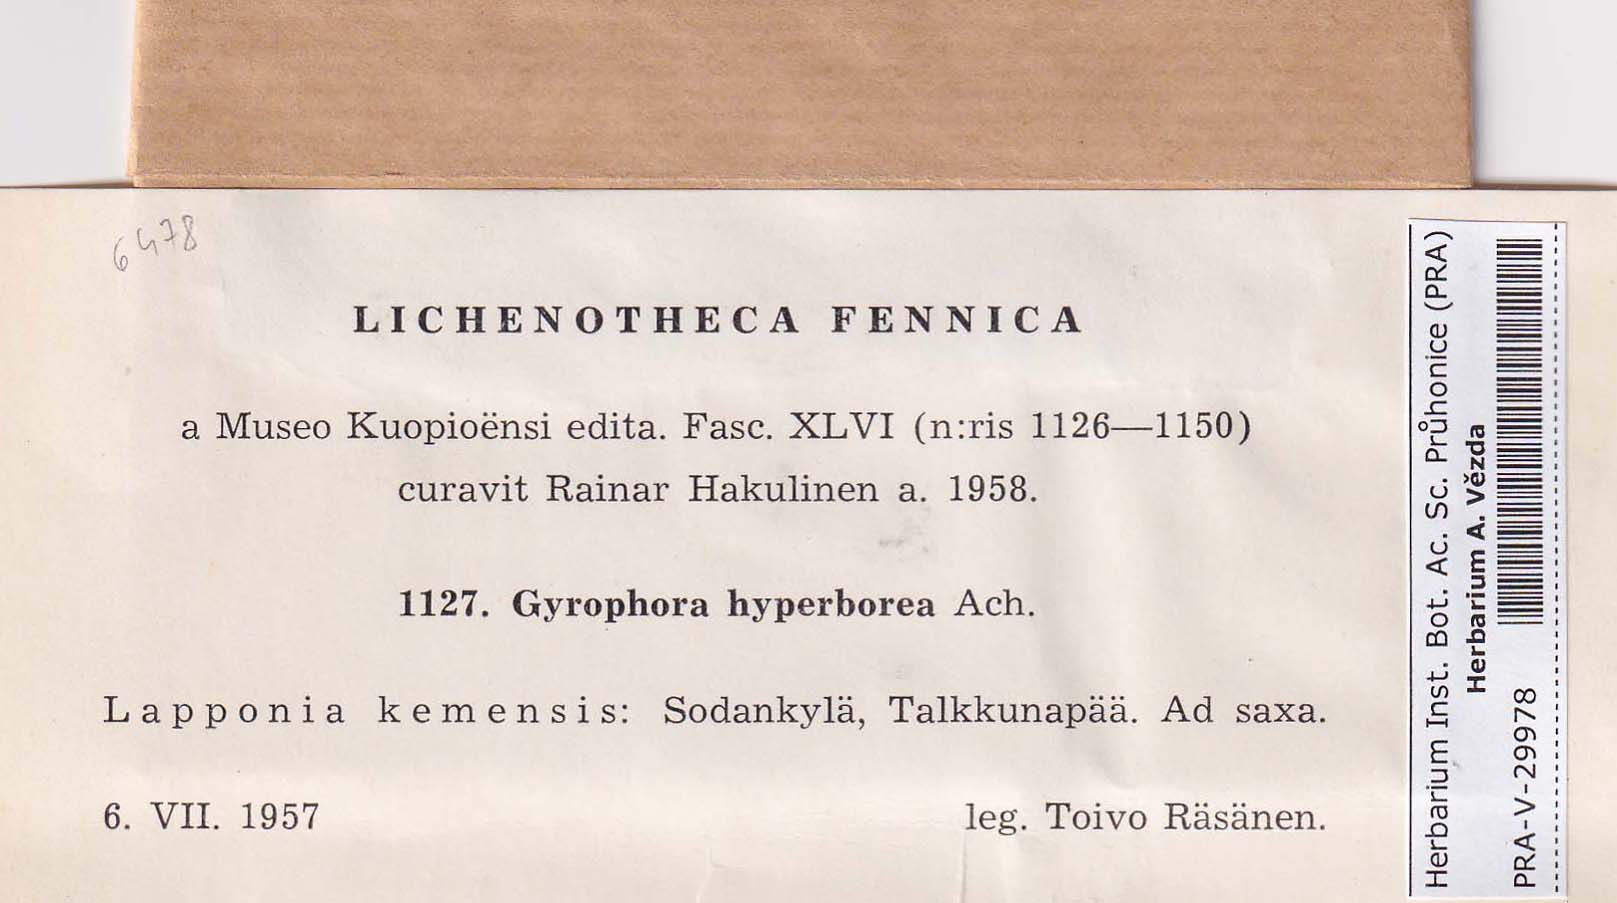 6478
LICHENOTHECA FENNICA
a Museo Kuopioënsi edita. Fasc. XLVI (n:ris 1126—1150)
curavit Rainar Hakulinen a. 1958.
1127. Gyrophora hyperborea Ach.
Lapponia kemensis: Sodankylä, Talkkunapää. Ad saxa.
6. VII. 1957 leg. Toivo Räsänen.
Herbarium Inst. Bot. Ac. Sc. Průhonice (PRA)
Herbarium A. Vězda
PRA-V-29978